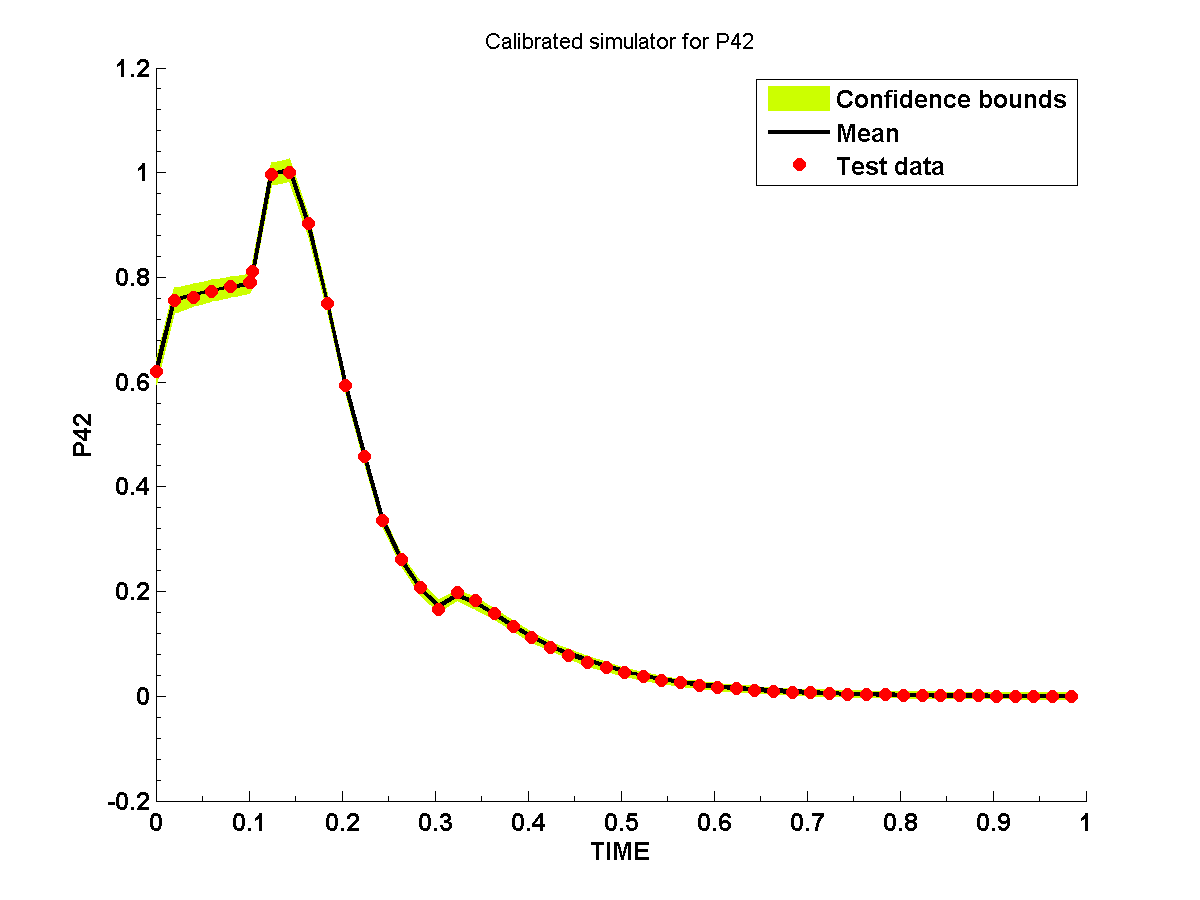 Calibrated simulator for P42
1.2
1
0.8
0.6
0.4
0.2
0
-0.2
P42
Confidence bounds
Mean
Test data
0 0.1 0.2 0.3 0.4 0.5 0.6 0.7 0.8 0.9 1
TIME